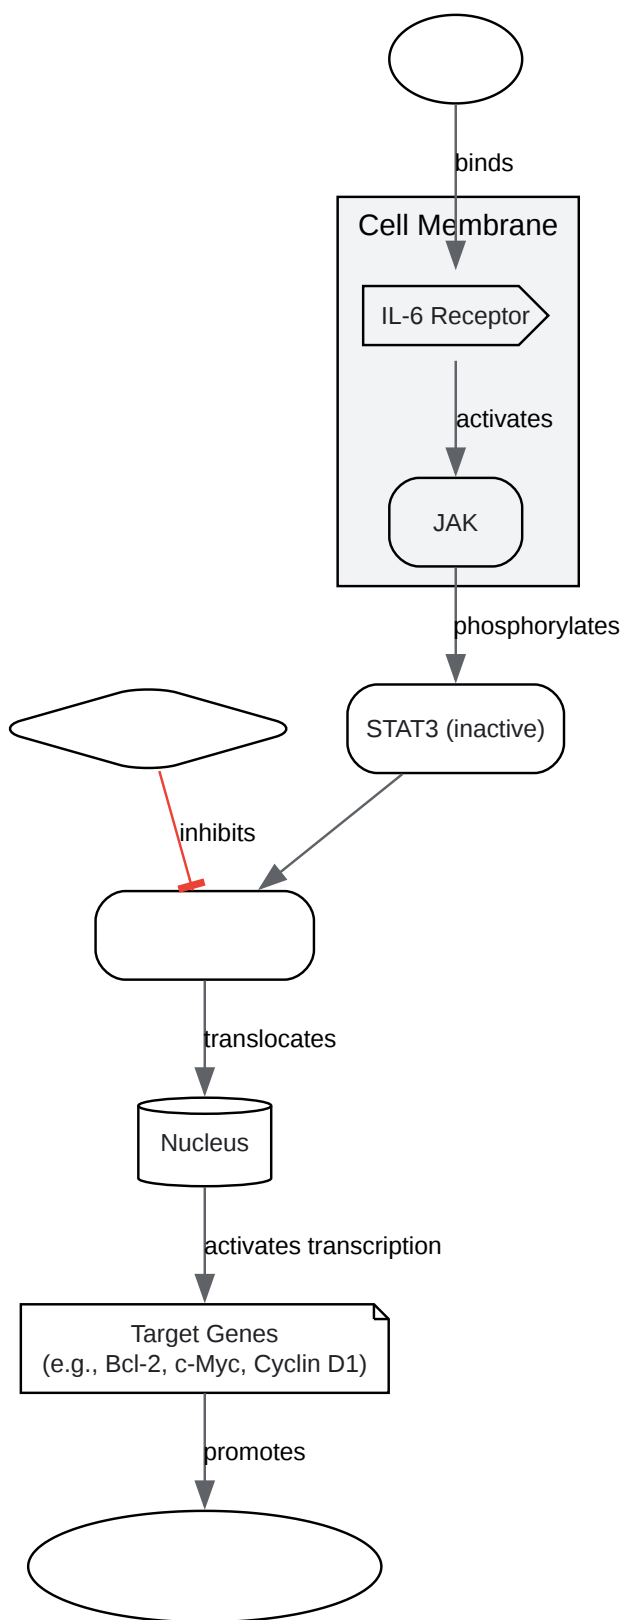 binds
Cell Membrane
IL-6 Receptor
activates
JAK
phosphorylates
STAT3 (inactive)
inhibits
translocates
Nucleus
activates transcription
Target Genes
(e.g., Bcl-2, c-Myc, Cyclin D1)
promotes